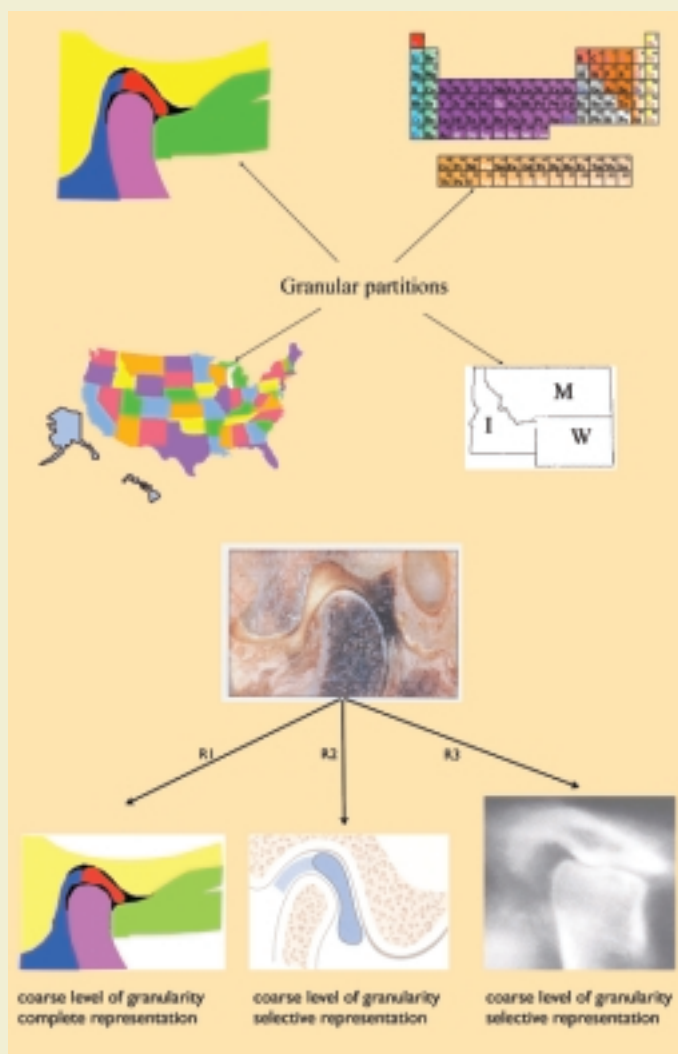 Granular partitions
M
I
W
R1
R2
R3
coarse level of granularity
complete representation
coarse level of granularity
selective representation
coarse level of granularity
selective representation